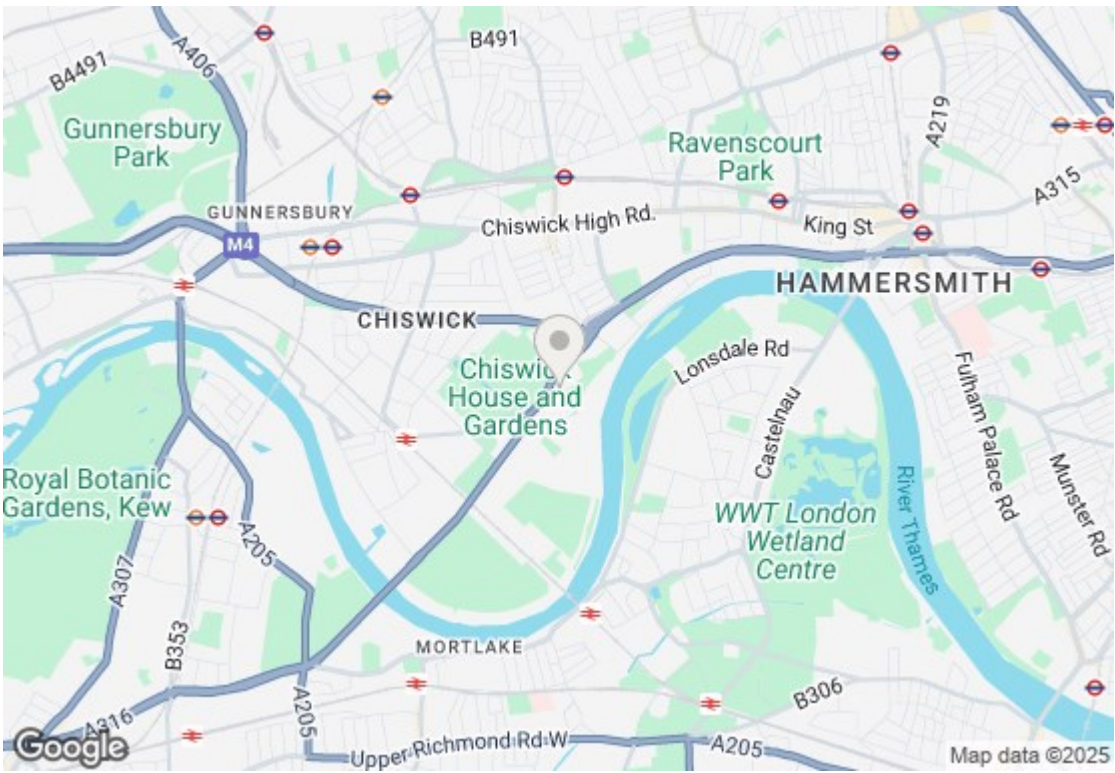 A406
B491
B4491
Gunnersbury
Park
Ravenscourt
Park
A219
A315
GUNNERSBURY
Chiswick High Rd.
King St
M4
HAMMERSMITH
CHISWICK
Chiswick
House and
Gardens
Lonsdale Rd
Castelnau
Fulham Palace Rd
Munster Rd
Royal Botanic
Gardens, Kew
WWT London
Wetland
Centre
River Thames
A205
A307
B353
MORTLAKE
A316
A205
B306
A205
Upper Richmond Rd W
Google
Map data ©2025